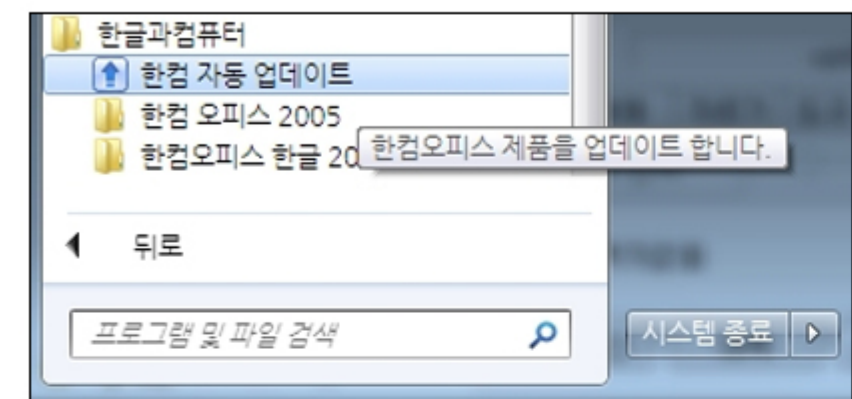 한글과컴퓨터
한컴 자동 업데이트
한컴 오피스 2005
한컴오피스 한글 20
한컴오피스 제품을 업데이트 합니다.
뒤로
프로그램 및 파일 검색
시스템 종료